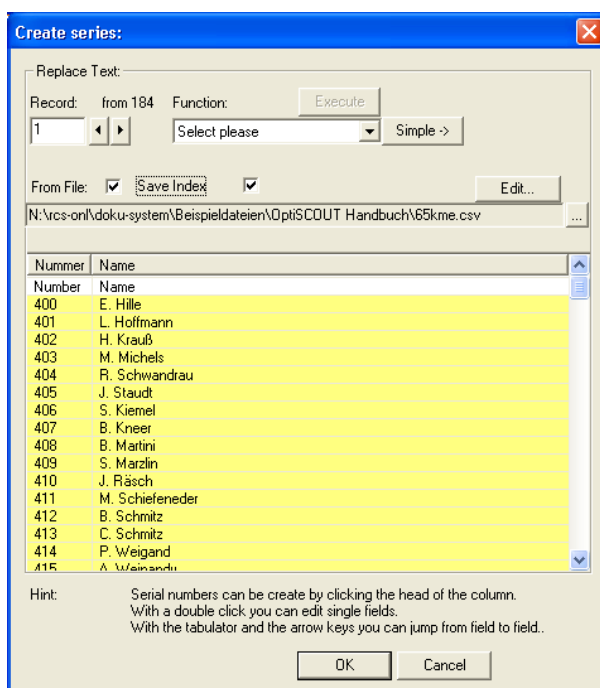 Create series:
Replace Text:
Record: from 184 Function: Execute
1 Select please Simple ->
From File: Save Index Edit...
N:\rcs-onl\doku-system\Beispieldateien\OptiSCOUT Handbuch\65kme.csv ...
Nummer Name
Number Name
400 E. Hille
401 L. Hoffmann
402 H. Krauß
403 M. Michels
404 R. Schwandrau
405 J. Staudt
406 S. Kiemel
407 B. Kneer
408 B. Martini
409 S. Marzlin
410 J. Räsch
411 M. Schiefeneder
412 B. Schmitz
413 C. Schmitz
414 P. Weigand
415 A. Weinandy
Hint: Serial numbers can be create by clicking the head of the column.
With a double click you can edit single fields.
With the tabulator and the arrow keys you can jump from field to field..
OK Cancel